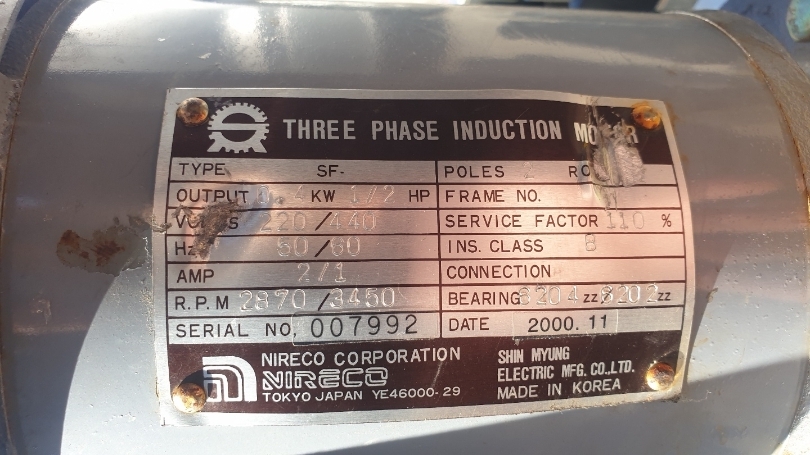 THREE PHASE INDUCTION MOTOR
TYPE SF-
POLES 2
OUTPUT KW 1/2 HP
FRAME NO.
VOLTS 220/440
SERVICE FACTOR 110 %
Hz 50/60
INS. CLASS B
AMP 2/1
CONNECTION
R.P.M 2870/3450
BEARING 6204zz/6202zz
SERIAL NO. 007992
DATE 2000.11
NIRECO CORPORATION
NIRECO
TOKYO JAPAN YE46000-29
SHIN MYUNG
ELECTRIC MFG. CO.,LTD.
MADE IN KOREA